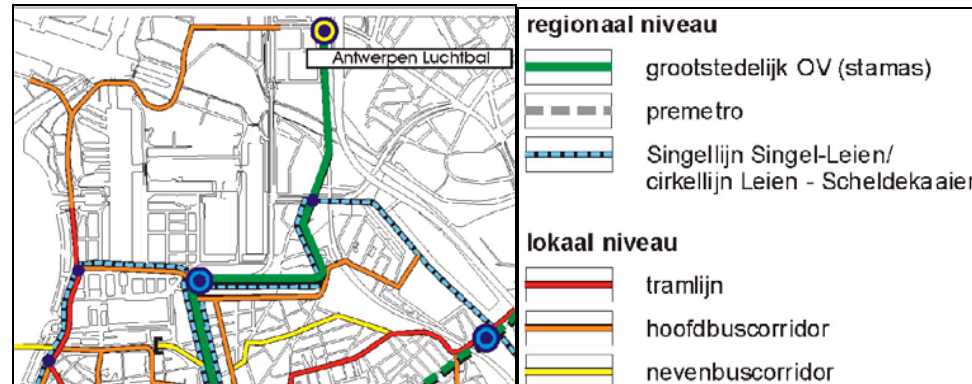 Antwerpen Luchtbal
regionaal niveau
grootstedelijk OV (stamas)
premetro
Singellijn Singel-Leien/
cirkellijn Leien - Scheldekaaien
lokaal niveau
tramlijn
hoofdbuscorridor
nevenbuscorridor